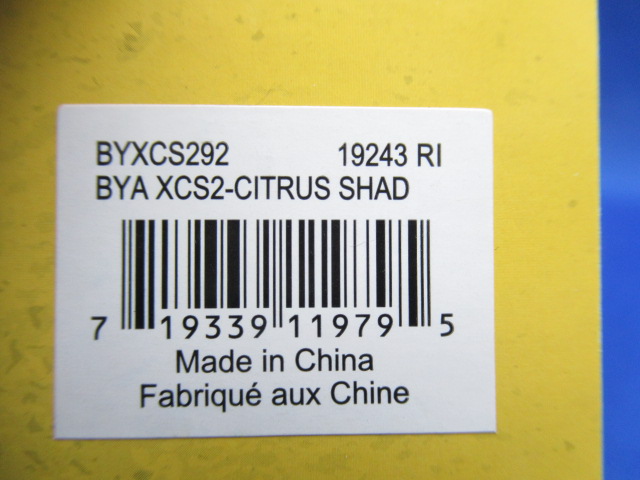 BYXCS292 19243 RI
BYA XCS2-CITRUS SHAD
7 19339 11979 5
Made in China
Fabriqué aux Chine